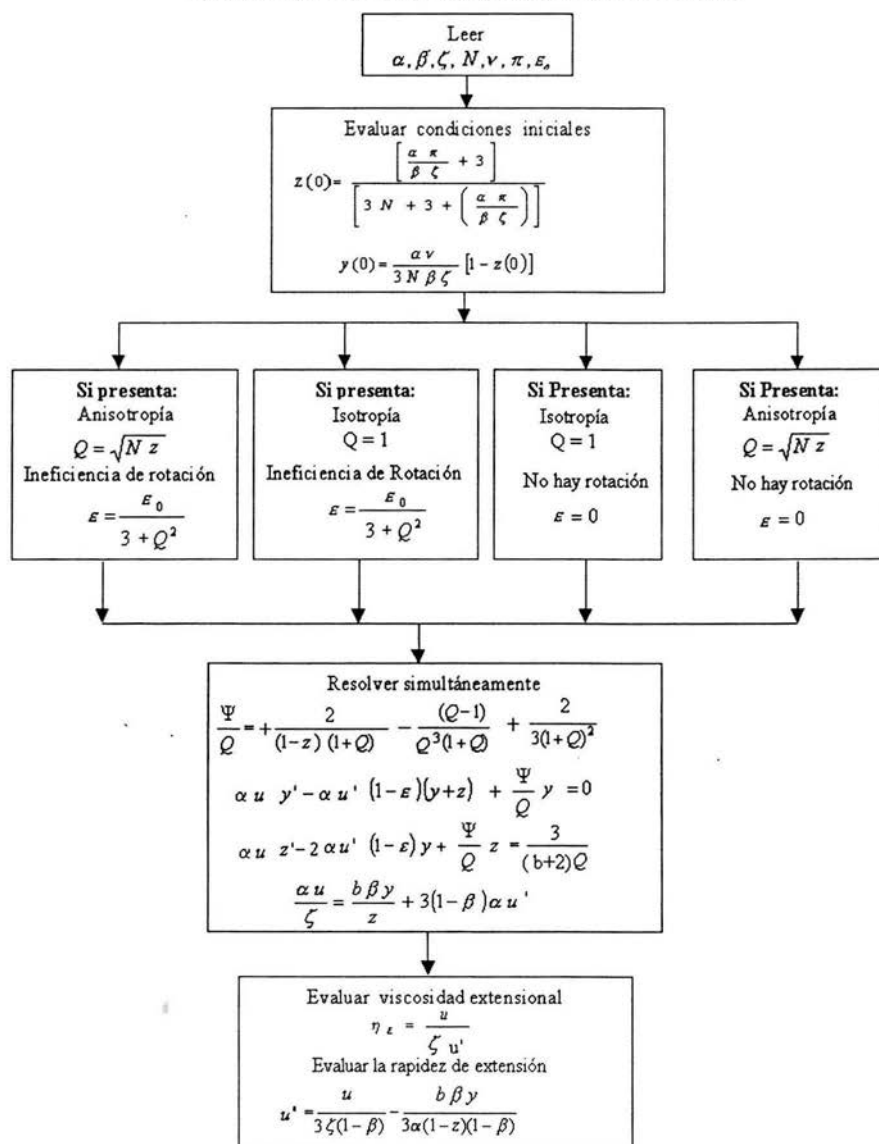 Leer
α, β, ζ, N, ν, π, ε₀
Evaluar condiciones iniciales
z(0)= [ (α π)/(β ζ) + 3 ] / [ 3 N + 3 + ( (α π)/(β ζ) ) ]
y(0) = (α ν)/(3 N β ζ) [1 - z(0)]
Si presenta:
Anisotropía
Q = √(N z)
Ineficiencia de rotación
ε = ε₀ / (3 + Q²)
Si presenta:
Isotropía
Q = 1
Ineficiencia de Rotación
ε = ε₀ / (3 + Q²)
Si Presenta:
Isotropía
Q = 1
No hay rotación
ε = 0
Si Presenta:
Anisotropía
Q = √(N z)
No hay rotación
ε = 0
Resolver simultáneamente
Ψ/Q = + 2/((1-z) (1+Q)) - (Q-1)/(Q³(1+Q)) + 2/(3(1+Q)²)
α u y' - α u' (1-ε)(y+z) + Ψ/Q y = 0
α u z' - 2 α u' (1-ε) y + Ψ/Q z = 3/((b+2)Q)
α u/ζ = b β y/z + 3(1-β) α u '
Evaluar viscosidad extensional
η ε = u/(ζ u')
Evaluar la rapidez de extensión
u' = u/(3 ζ(1-β)) - b β y/(3α(1-z)(1-β))